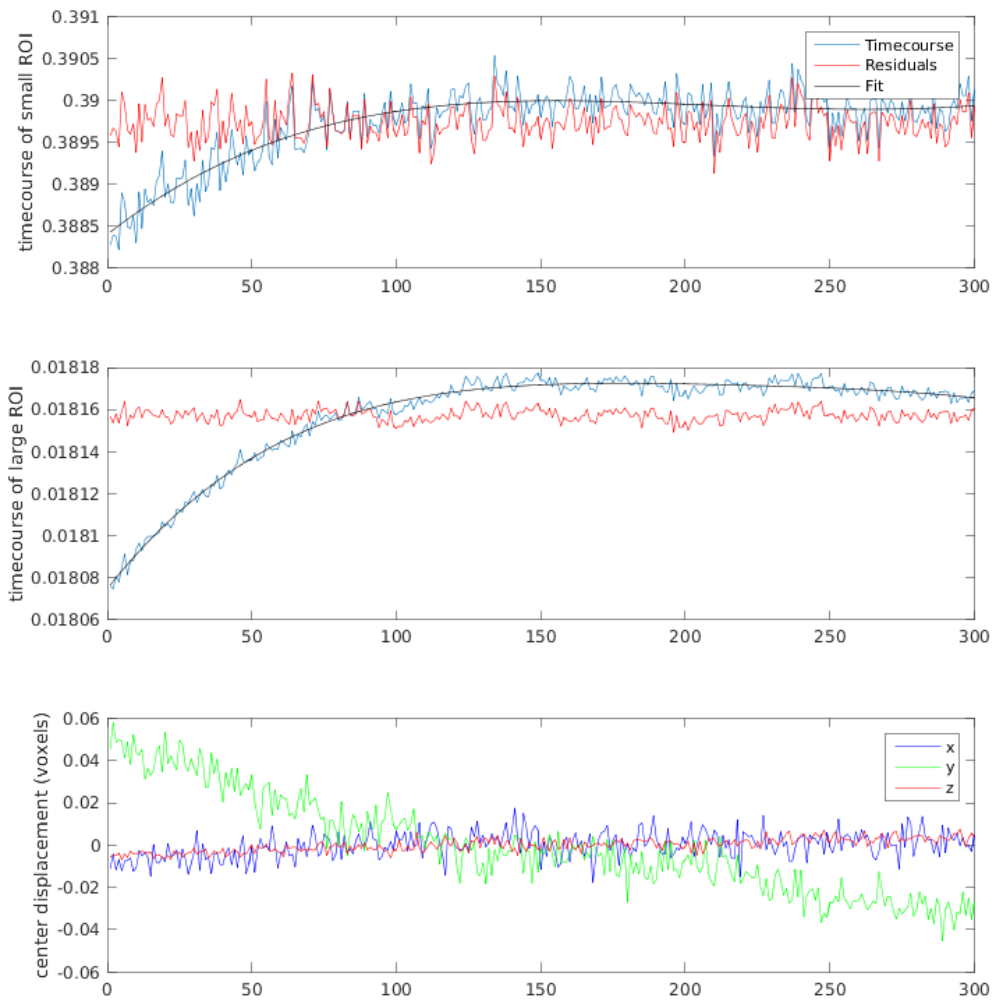 0.391
0.3905
0.39
0.3895
0.389
0.3885
0.388
timecourse of small ROI
Timecourse
Residuals
Fit
0 50 100 150 200 250 300
0.01818
0.01816
0.01814
0.01812
0.0181
0.01808
0.01806
timecourse of large ROI
0 50 100 150 200 250 300
0.06
0.04
0.02
0
-0.02
-0.04
-0.06
center displacement (voxels)
x
y
z
0 50 100 150 200 250 300